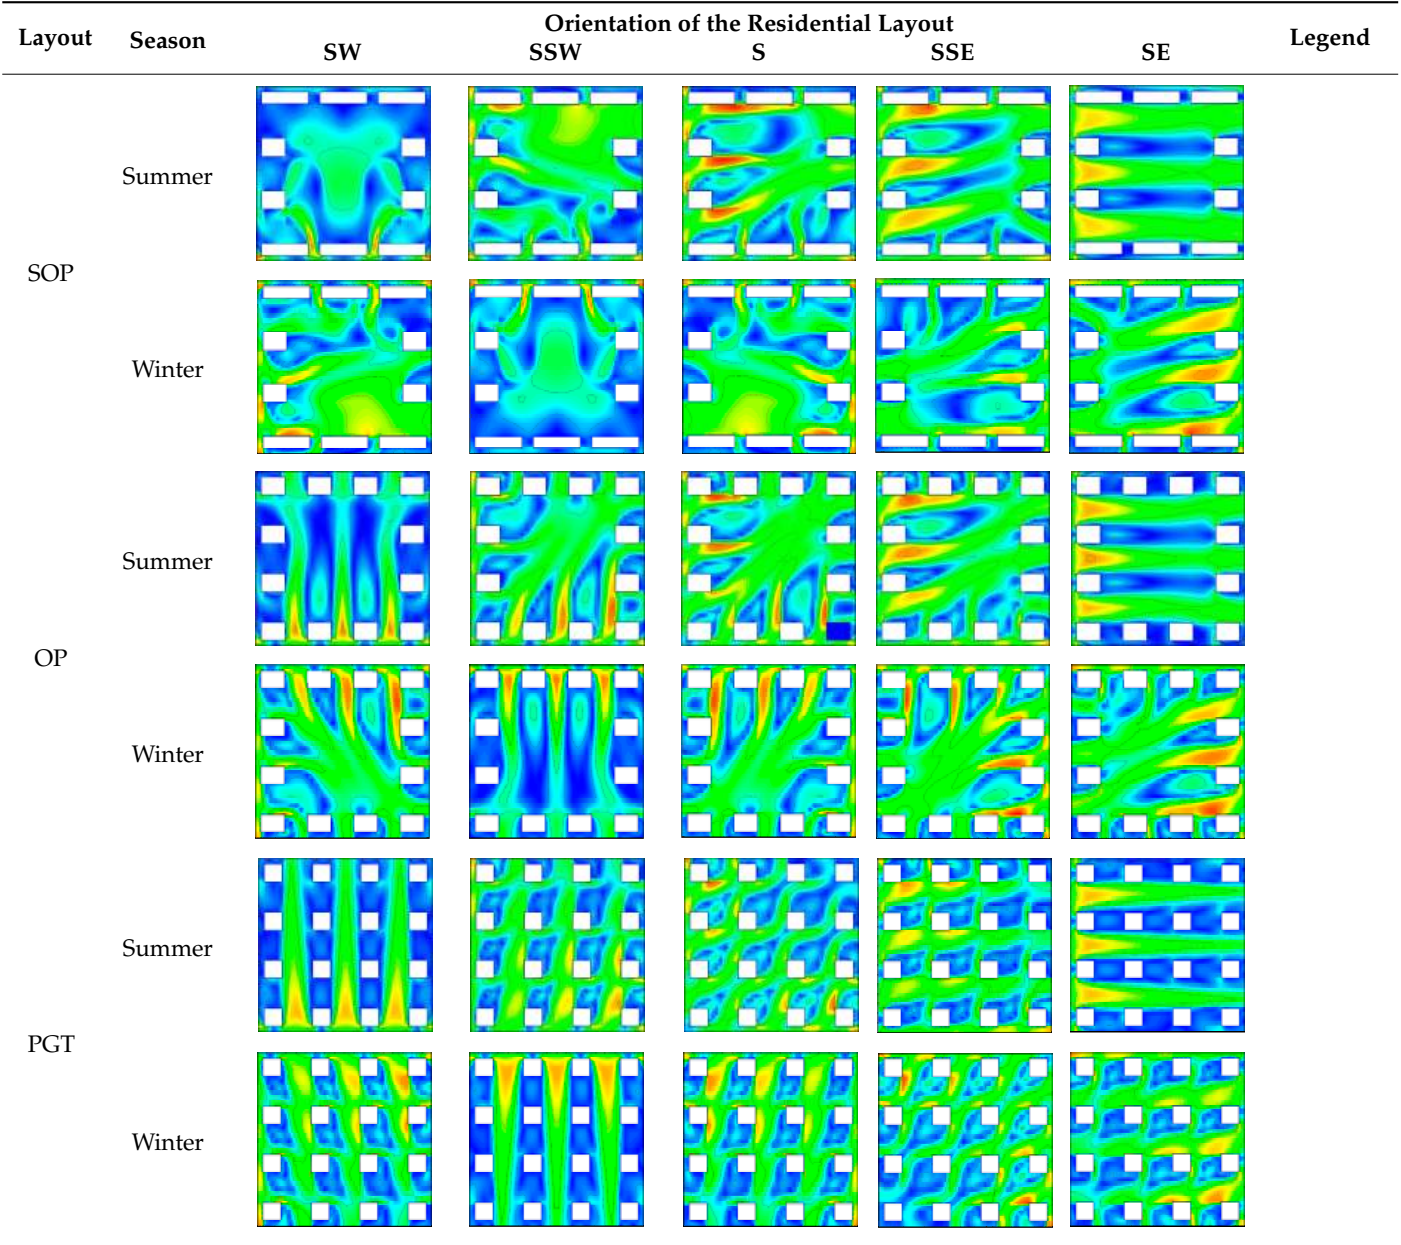 Orientation of the Residential Layout
Layout Season SW SSW S SSE SE Legend
Summer
SOP
Winter
Summer
OP
Winter
Summer
PGT
Winter